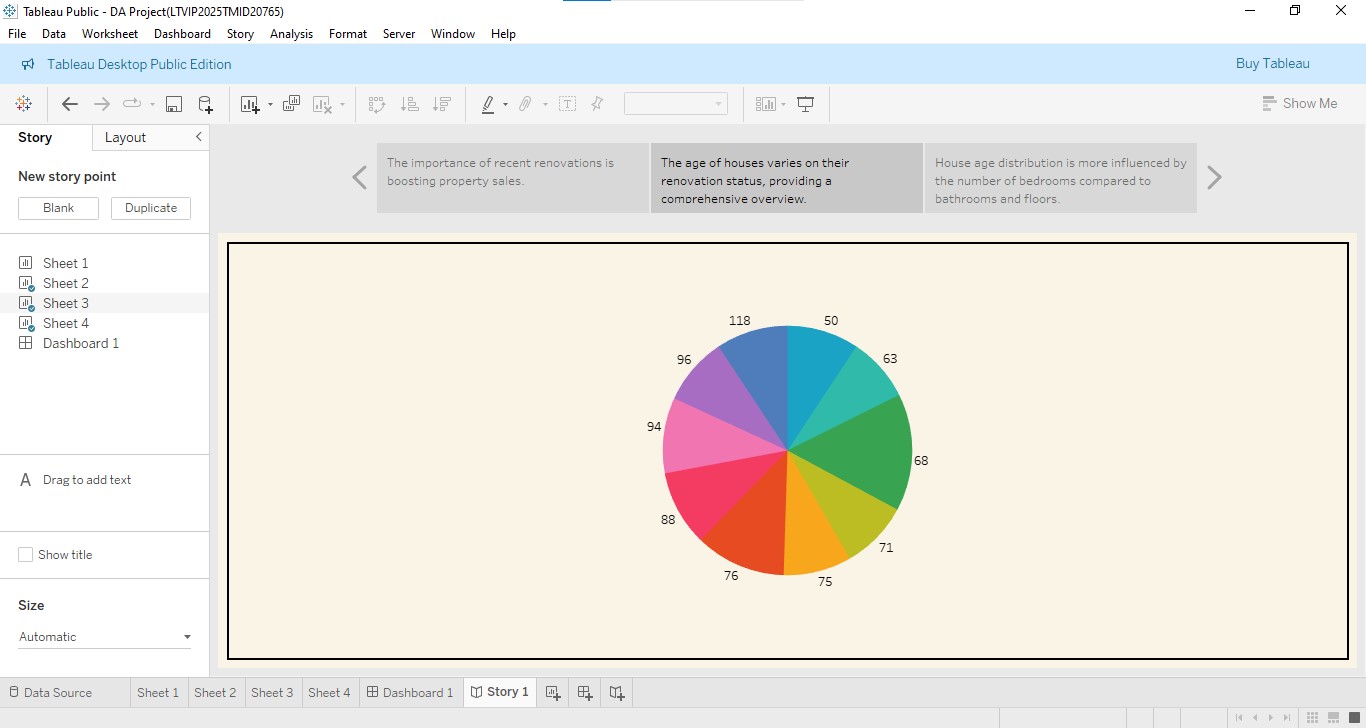 Tableau Public - DA Project(LTVIP2025TMID20765)
File Data Worksheet Dashboard Story Analysis Format Server Window Help
Tableau Desktop Public Edition
Buy Tableau
Show Me
Story
Layout
New story point
Blank
Duplicate
Sheet 1
Sheet 2
Sheet 3
Sheet 4
Dashboard 1
A Drag to add text
Show title
Size
Automatic
The importance of recent renovations is
boosting property sales.
The age of houses varies on their
renovation status, providing a
comprehensive overview.
House age distribution is more influenced by
the number of bedrooms compared to
bathrooms and floors.
118
50
96
63
94
68
88
71
76
75
Data Source Sheet 1 Sheet 2 Sheet 3 Sheet 4 Dashboard 1 Story 1